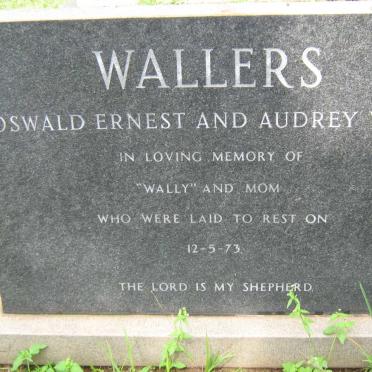 WALLERS
OSWALD ERNEST AND AUDREY
IN LOVING MEMORY OF
"WALLY" AND MOM
WHO WERE LAID TO REST ON
12-5-73.
THE LORD IS MY SHEPHERD.